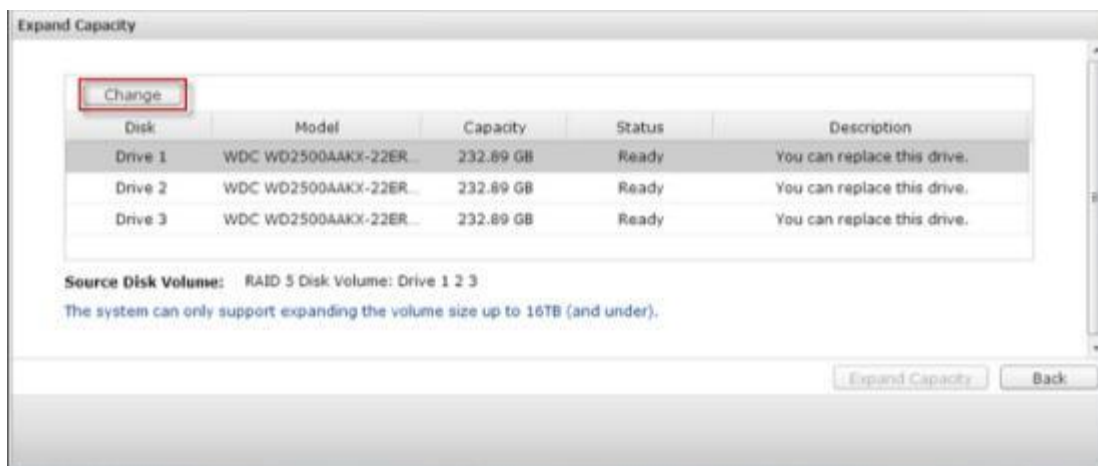 Expand Capacity
Change
Disk Model Capacity Status Description
Drive 1 WDC WD2500AAKX-22ER... 232.89 GB Ready You can replace this drive.
Drive 2 WDC WD2500AAKX-22ER... 232.89 GB Ready You can replace this drive.
Drive 3 WDC WD2500AAKX-22ER... 232.89 GB Ready You can replace this drive.
Source Disk Volume: RAID 5 Disk Volume: Drive 1 2 3
The system can only support expanding the volume size up to 16TB (and under).
Expand Capacity Back